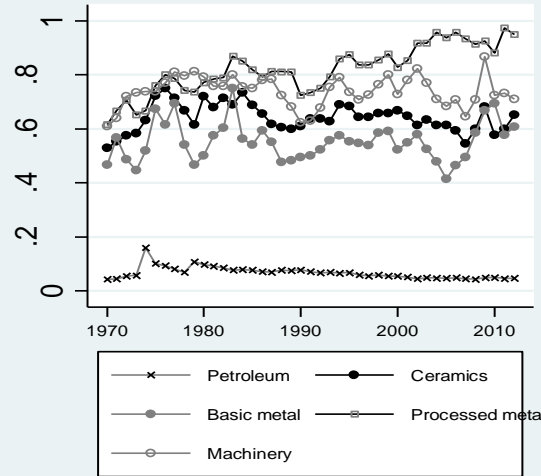 1
.8
.6
.4
.2
0
1970 1980 1990 2000 2010
Petroleum Ceramics
Basic metal Processed meta
Machinery